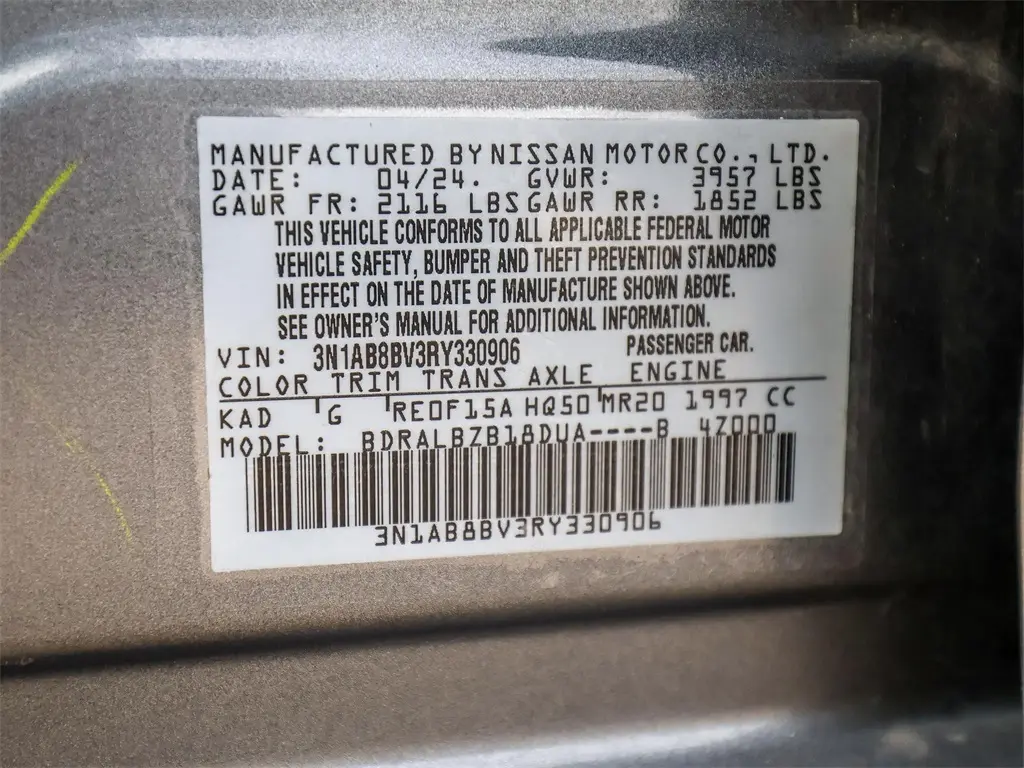 MANUFACTURED BY NISSAN MOTOR CO., LTD.
DATE: 04/24. GVWR: 3957 LBS
GAWR FR: 2116 LBS GAWR RR: 1852 LBS
THIS VEHICLE CONFORMS TO ALL APPLICABLE FEDERAL MOTOR
VEHICLE SAFETY, BUMPER AND THEFT PREVENTION STANDARDS
IN EFFECT ON THE DATE OF MANUFACTURE SHOWN ABOVE.
SEE OWNER'S MANUAL FOR ADDITIONAL INFORMATION.
VIN: 3N1AB8BV3RY330906 PASSENGER CAR.
COLOR TRIM TRANS AXLE ENGINE
KAD G RE0F15A HQ50 MR20 1997 CC
MODEL: BDRALBZB18DUA----B 4Z000
3N1AB8BV3RY330906